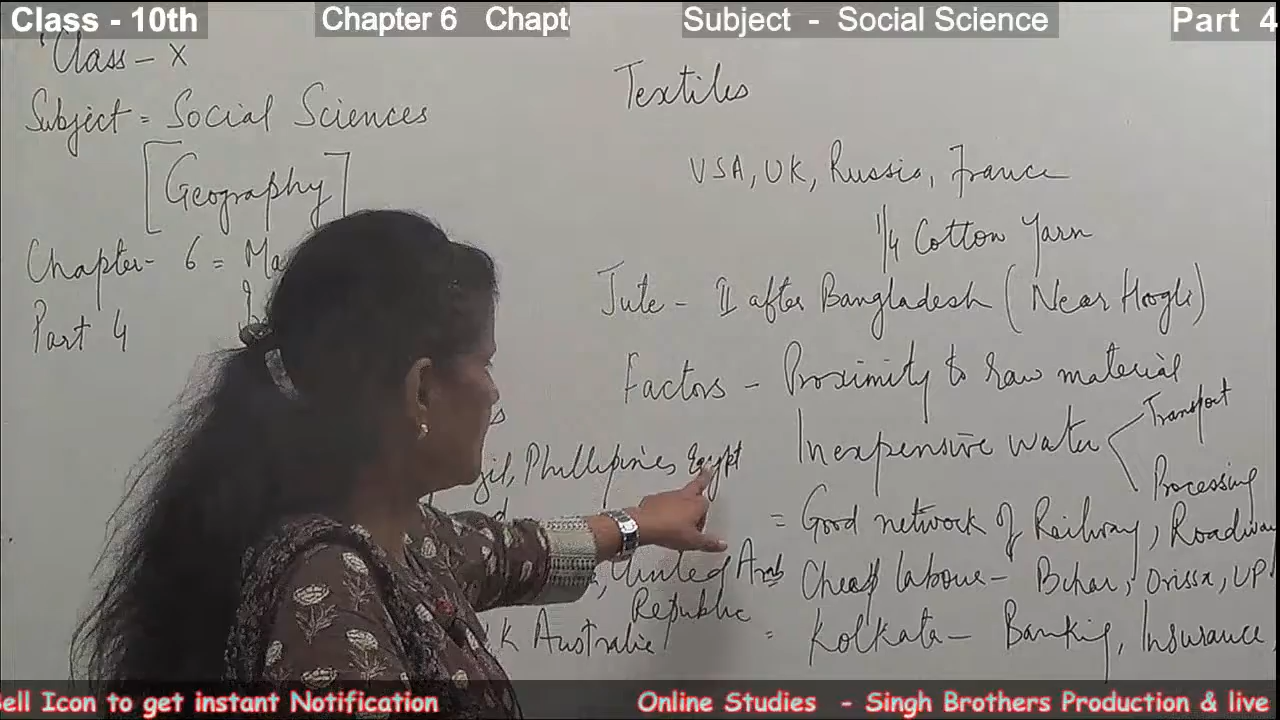 Class - 10th
Chapter 6 Chapt
Subject - Social Science
Part 4
Class - X
Subject = Social Sciences
[Geography]
Chapter- 6 = Ma
Part 4
Textiles
USA, UK, Russia, France
1/4 Cotton Yarn
Jute - II after Bangladesh (Near Hoogli)
Factors - Proximity to raw material
Inexpensive water
Transport
Processing
= Good network of Railway, Roadway
Cheap labour - Bihar, Orissa, UP
= Kolkata - Banking, Insurance,
Phillipines Egypt
United Arab
Republic
K Australia
Bell Icon to get instant Notification
Online Studies - Singh Brothers Production & live